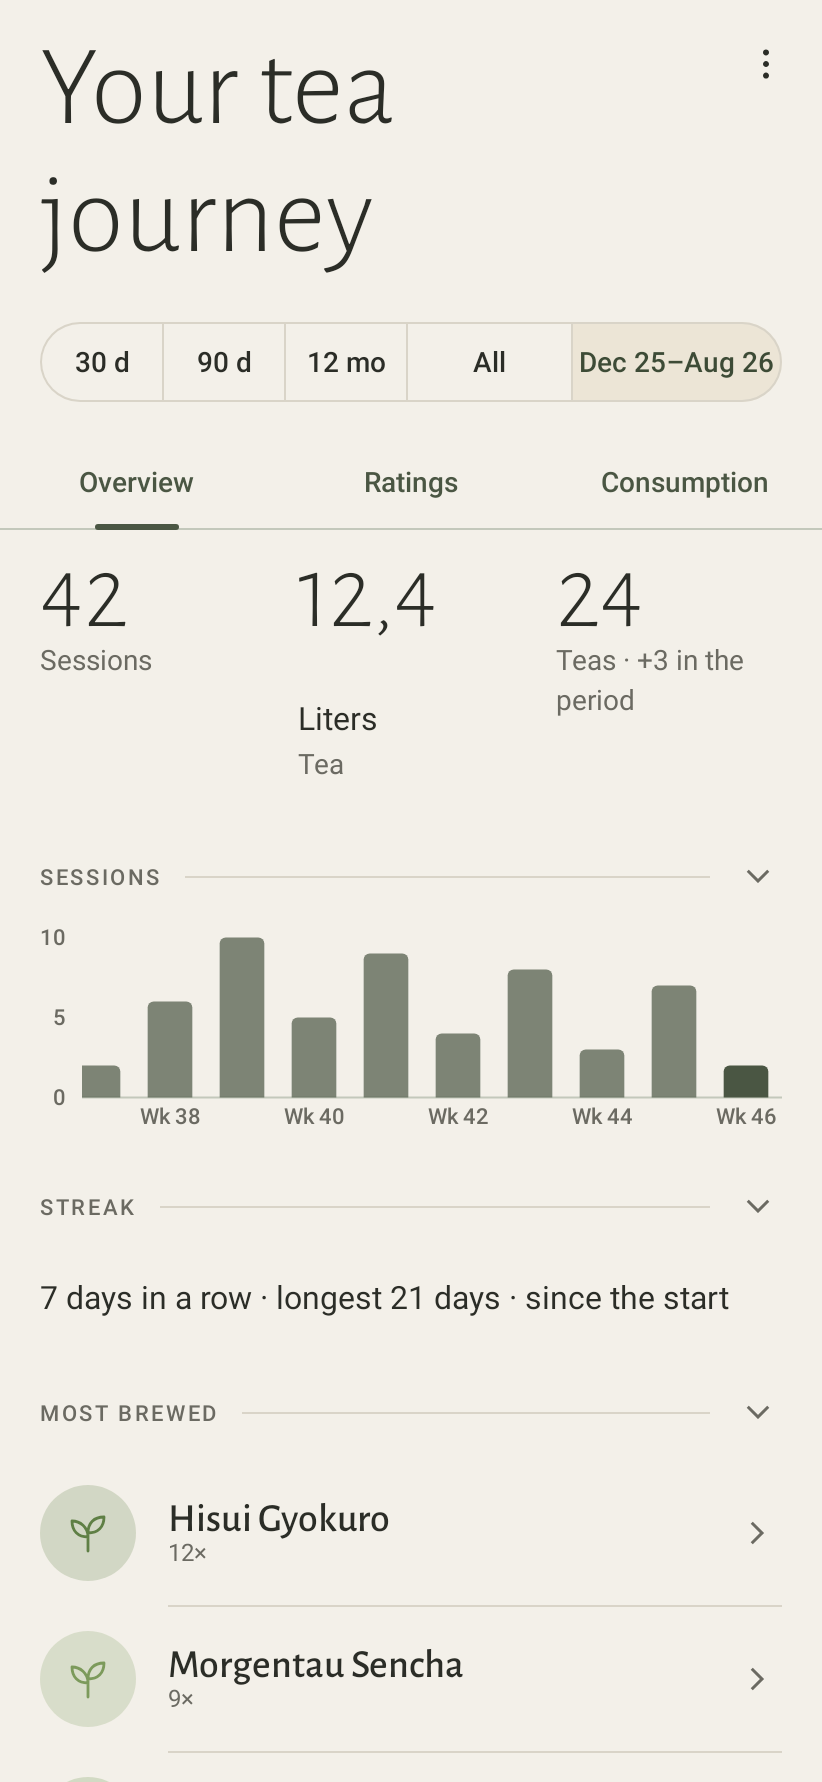 Your tea
journey
30 d
90 d
12 mo
All
Dec 25–Aug 26
Overview
Ratings
Consumption
42
Sessions
12,4
Liters
Tea
24
Teas · +3 in the
period
SESSIONS
10
5
0
Wk 38
Wk 40
Wk 42
Wk 44
Wk 46
STREAK
7 days in a row · longest 21 days · since the start
MOST BREWED
Hisui Gyokuro
12×
Morgentau Sencha
9×